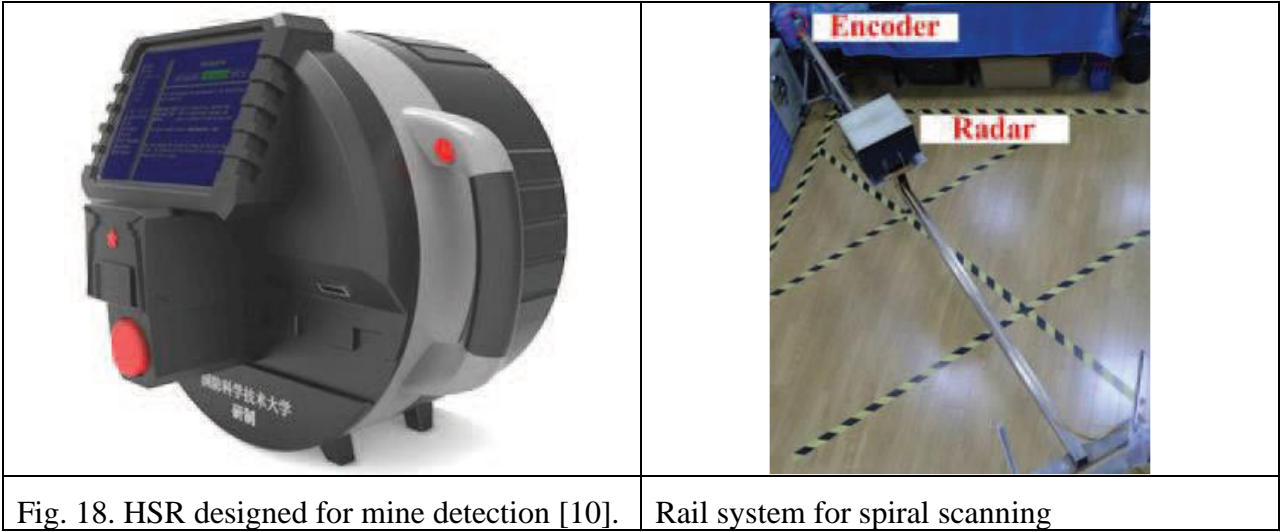 国防科学技术大学
研制
Encoder
Radar
Fig. 18. HSR designed for mine detection [10].
Rail system for spiral scanning